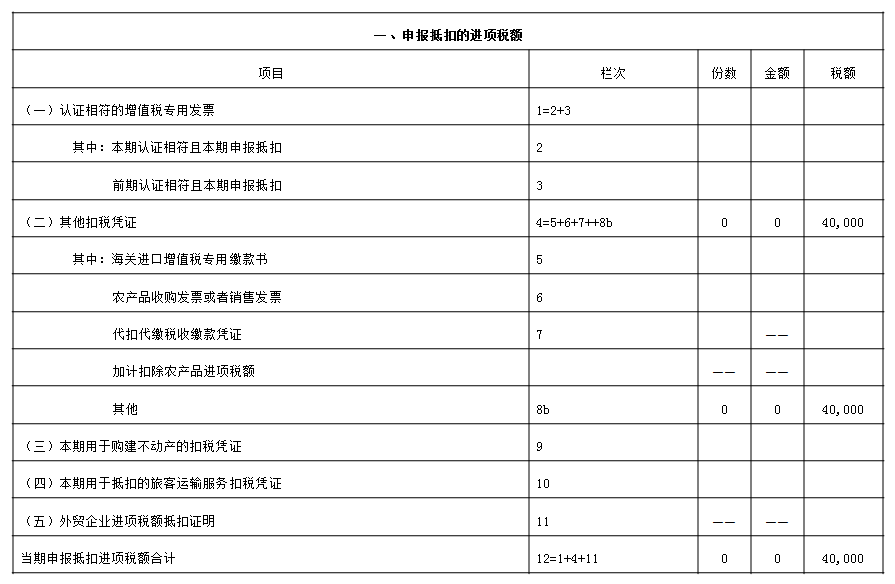 一、申报抵扣的进项税额
项目 栏次 份数 金额 税额
（一）认证相符的增值税专用发票 1=2+3
其中：本期认证相符且本期申报抵扣 2
前期认证相符且本期申报抵扣 3
（二）其他扣税凭证 4=5+6+7++8b 0 0 40,000
其中：海关进口增值税专用缴款书 5
农产品收购发票或者销售发票 6
代扣代缴税收缴款凭证 7 ——
加计扣除农产品进项税额 —— ——
其他 8b 0 0 40,000
（三）本期用于购建不动产的扣税凭证 9
（四）本期用于抵扣的旅客运输服务扣税凭证 10
（五）外贸企业进项税额抵扣证明 11 —— ——
当期申报抵扣进项税额合计 12=1+4+11 0 0 40,000